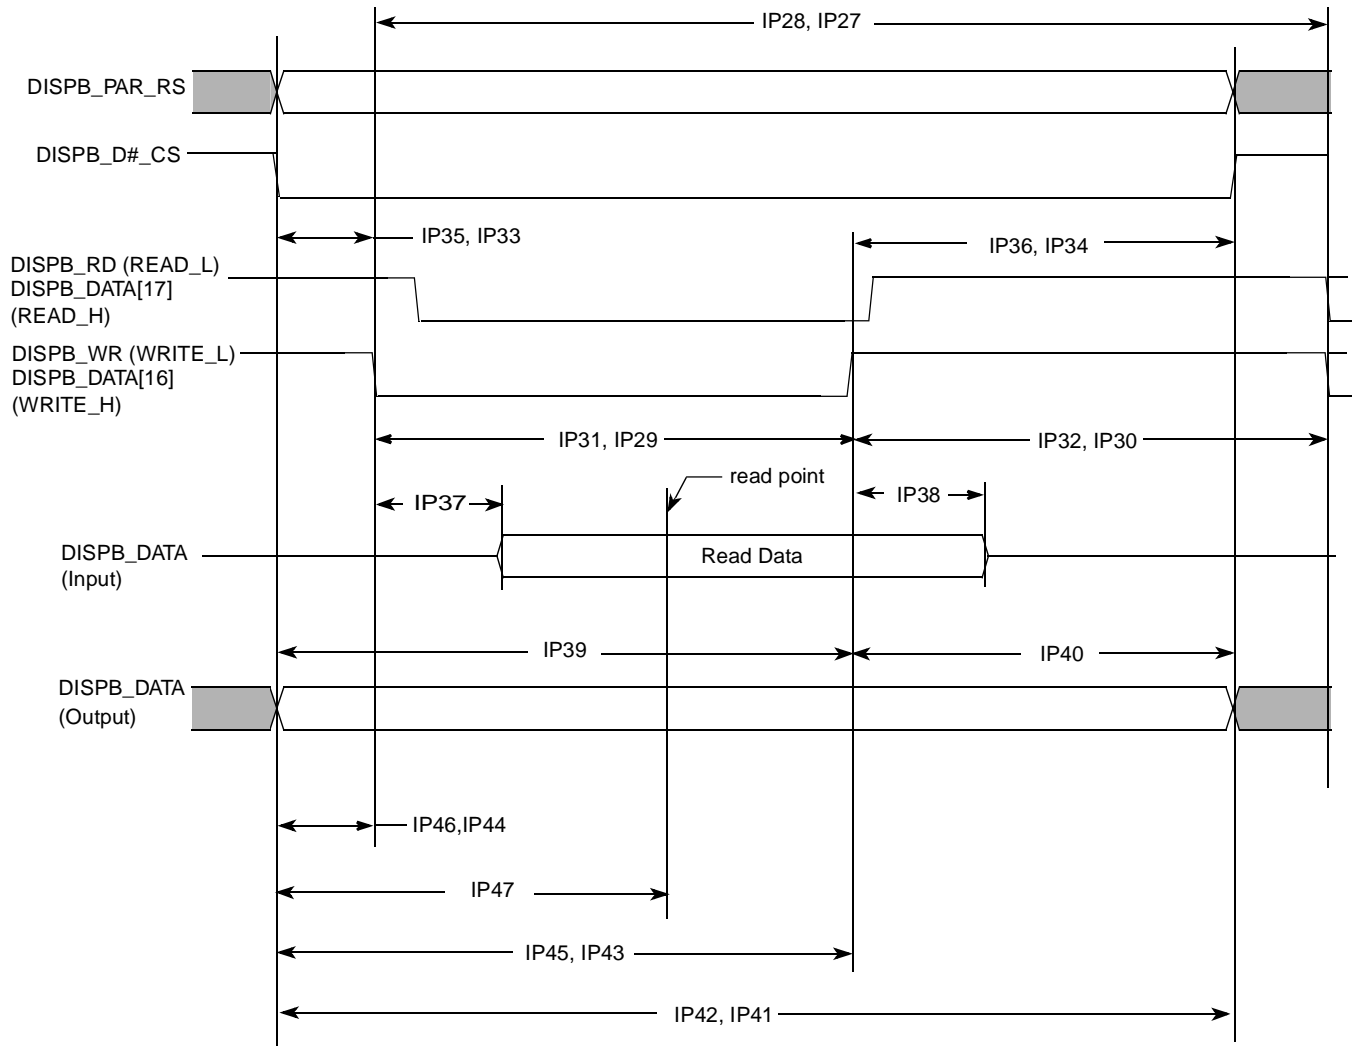 IP28, IP27
DISPB_PAR_RS
DISPB_D#_CS
IP35, IP33
IP36, IP34
DISPB_RD (READ_L)
DISPB_DATA[17]
(READ_H)
DISPB_WR (WRITE_L)
DISPB_DATA[16]
(WRITE_H)
IP31, IP29
IP32, IP30
read point
IP37
IP38
DISPB_DATA
(Input)
Read Data
IP39
IP40
DISPB_DATA
(Output)
IP46,IP44
IP47
IP45, IP43
IP42, IP41